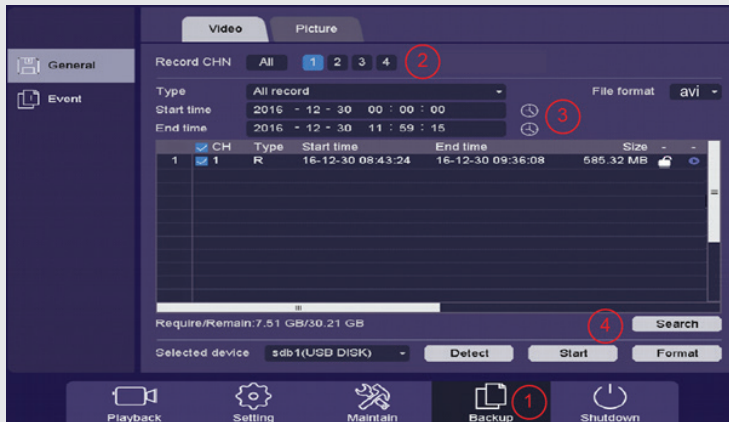 Video Picture
General
Event
Record CHN All 1 2 3 4 2
Type All record File format avi
Start time 2016 - 12 - 30 00 : 00 : 00
3
End time 2016 - 12 - 30 11 : 59 : 15
CH Type Start time End time Size - -
1 1 R 16-12-30 08:43:24 16-12-30 09:36:08 585.32 MB
Require/Remain:7.51 GB/30.21 GB 4 Search
Selected device sdb1(USB DISK) Detect Start Format
1
Playback Setting Maintain Backup Shutdown